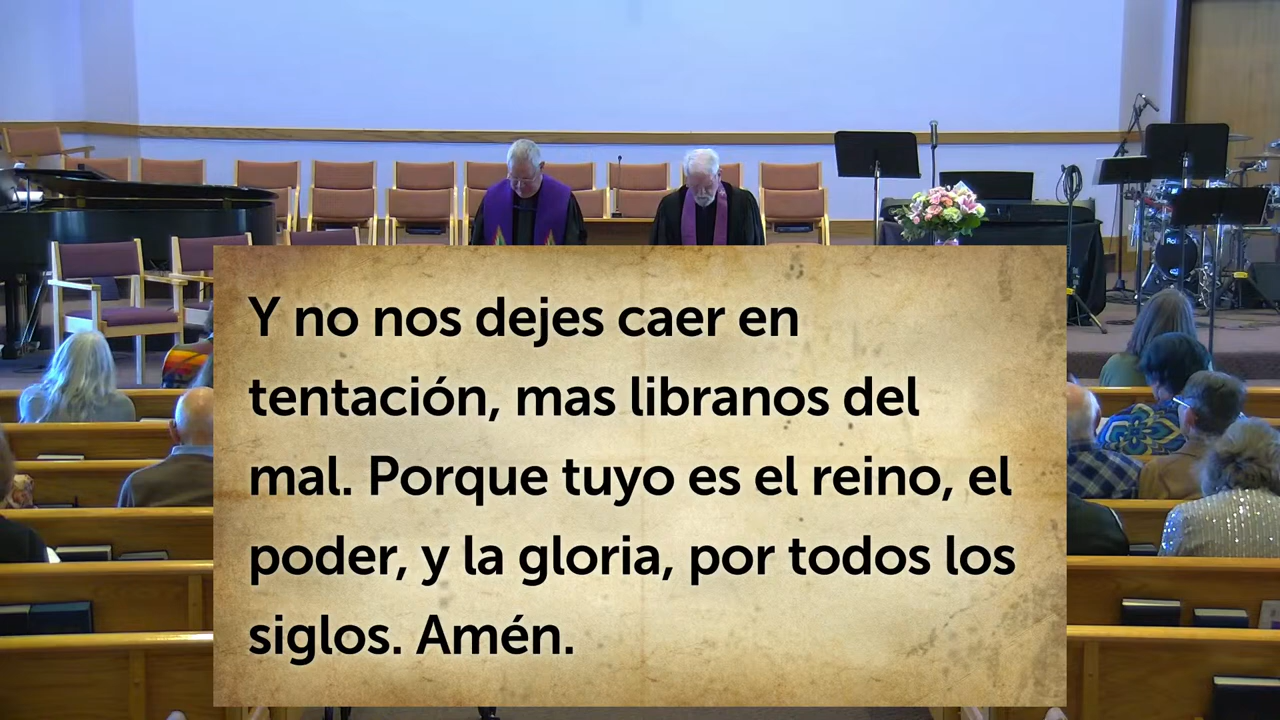 Y no nos dejes caer en
tentación, mas libranos del
mal. Porque tuyo es el reino, el
poder, y la gloria, por todos los
siglos. Amén.